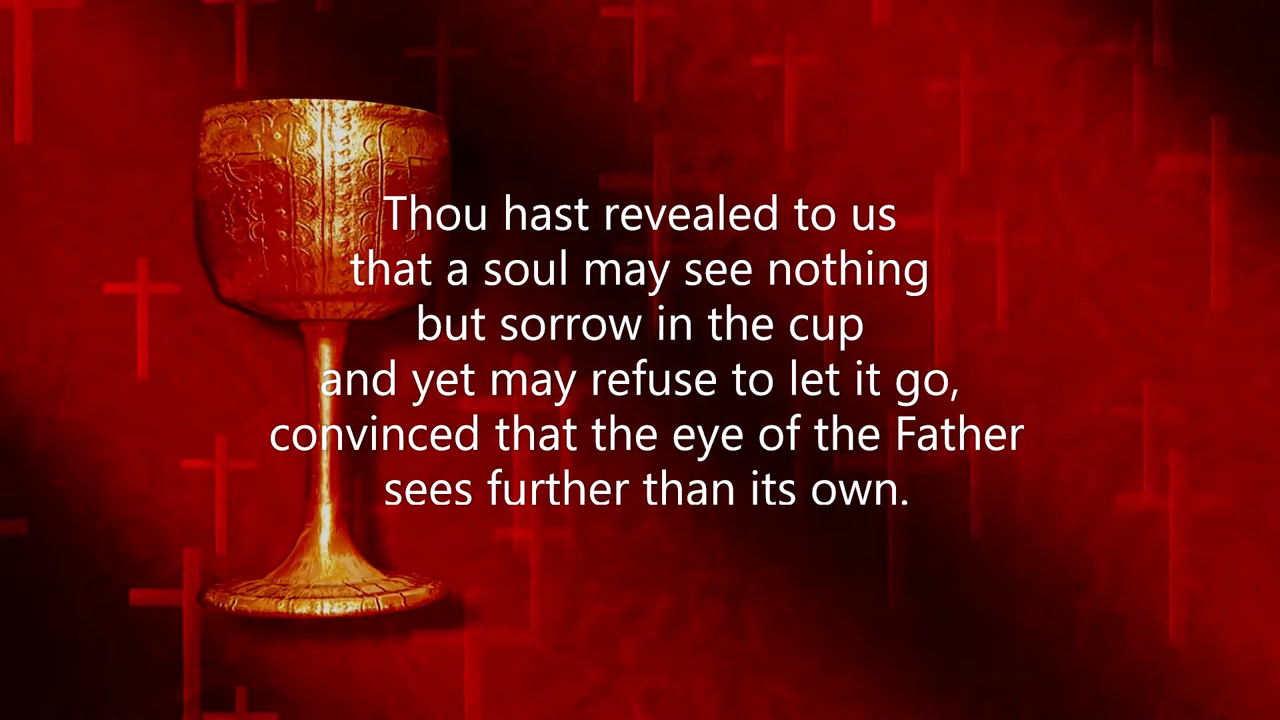 Thou hast revealed to us
that a soul may see nothing
but sorrow in the cup
and yet may refuse to let it go,
convinced that the eye of the Father
sees further than its own.